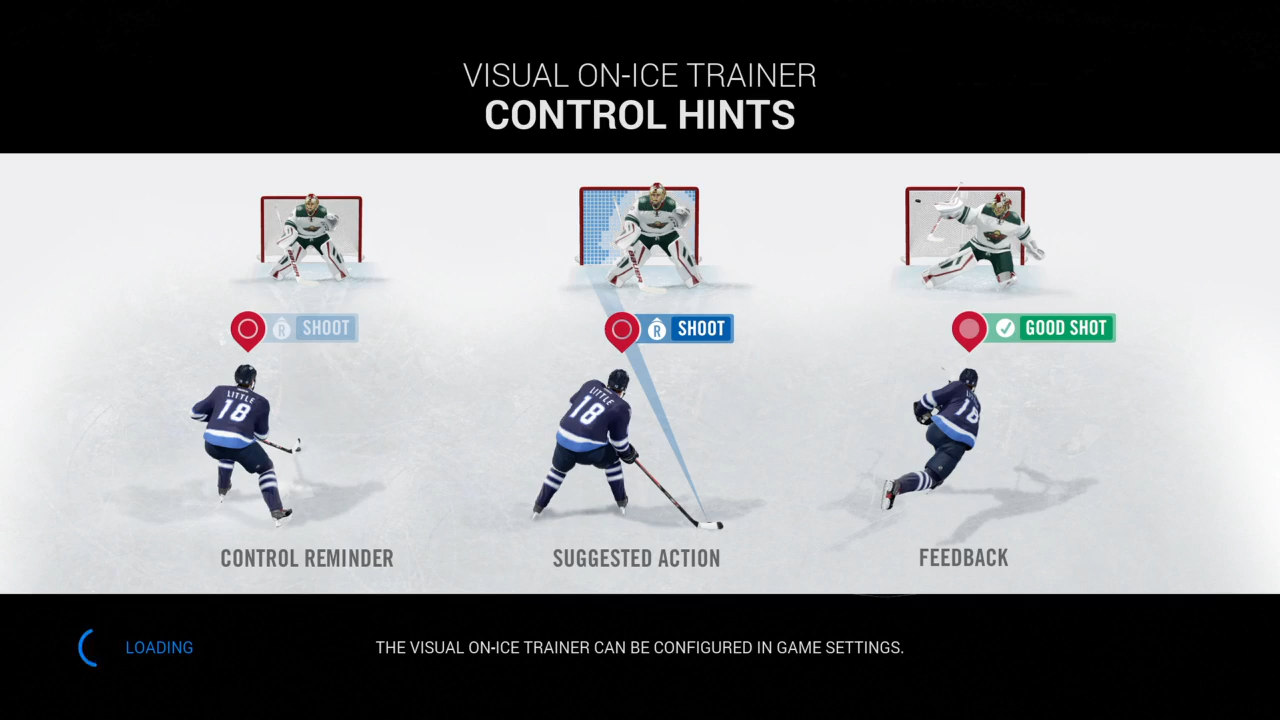 VISUAL ON-ICE TRAINER
CONTROL HINTS
R SHOOT
R SHOOT
GOOD SHOT
LITTLE
18
LITTLE
18
18
CONTROL REMINDER
SUGGESTED ACTION
FEEDBACK
LOADING
THE VISUAL ON-ICE TRAINER CAN BE CONFIGURED IN GAME SETTINGS.